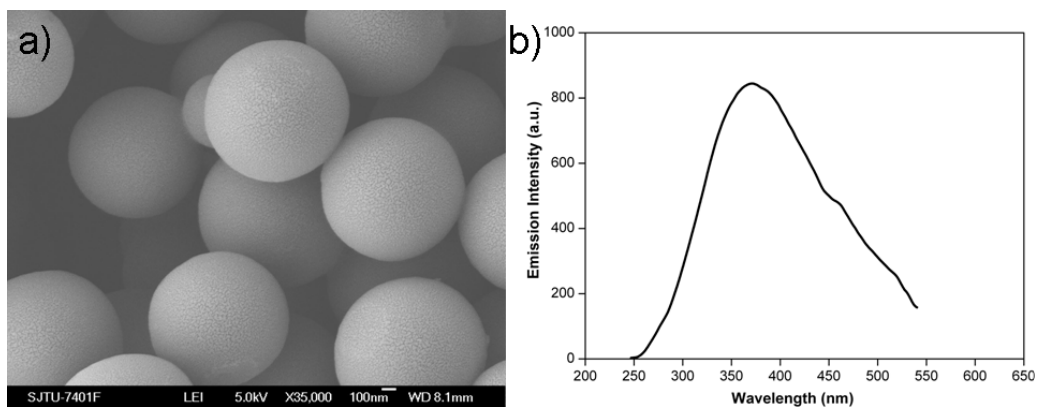 a)
SJTU-7401F LEI 5.0kV X35,000 100nm WD 8.1mm
b)
1000
800
600
400
200
0
Emission Intensity (a.u.)
200 250 300 350 400 450 500 550 600 650
Wavelength (nm)